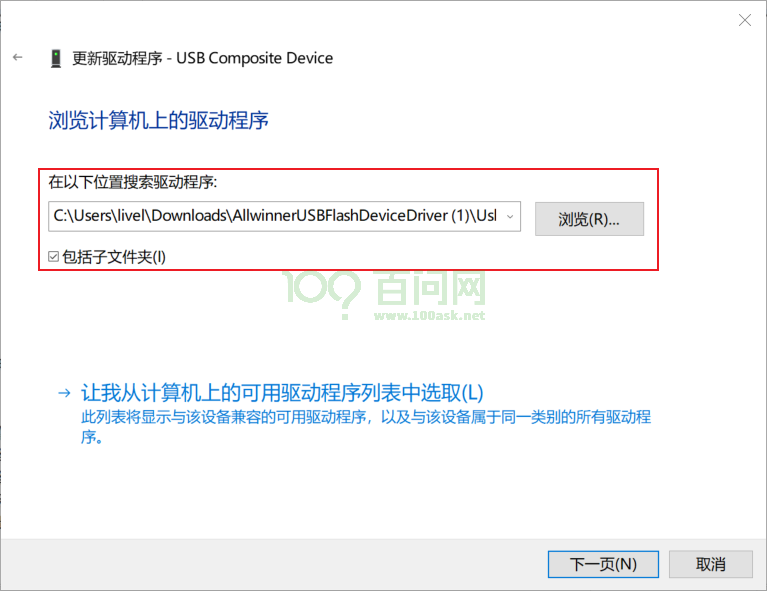 更新驱动程序 - USB Composite Device
浏览计算机上的驱动程序
在以下位置搜索驱动程序:
C:\Users\livel\Downloads\AllwinnerUSBFlashDeviceDriver (1)\Usl
浏览(R)...
包括子文件夹(I)
100? 百问网
www.100ask.net
让我从计算机上的可用驱动程序列表中选取(L)
此列表将显示与该设备兼容的可用驱动程序，以及与该设备属于同一类别的所有驱动程
序。
下一页(N)
取消